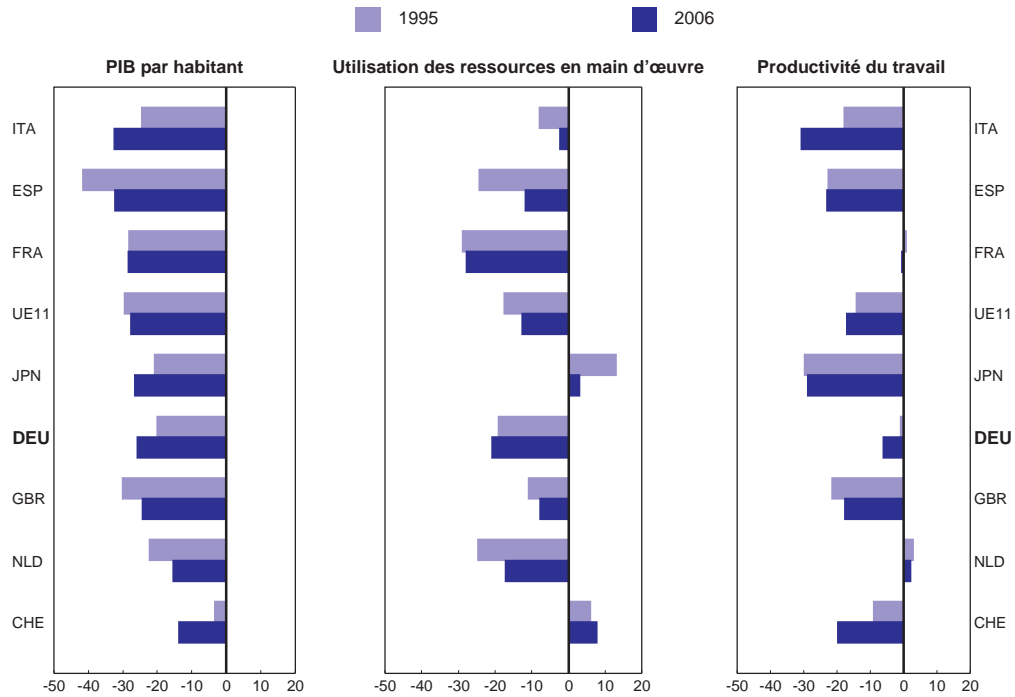 1995 2006
PIB par habitant Utilisation des ressources en main d'œuvre Productivité du travail
ITA ITA
ESP ESP
FRA FRA
UE11 UE11
JPN JPN
DEU DEU
GBR GBR
NLD NLD
CHE CHE
-50 -40 -30 -20 -10 0 10 20 -50 -40 -30 -20 -10 0 10 20 -50 -40 -30 -20 -10 0 10 20